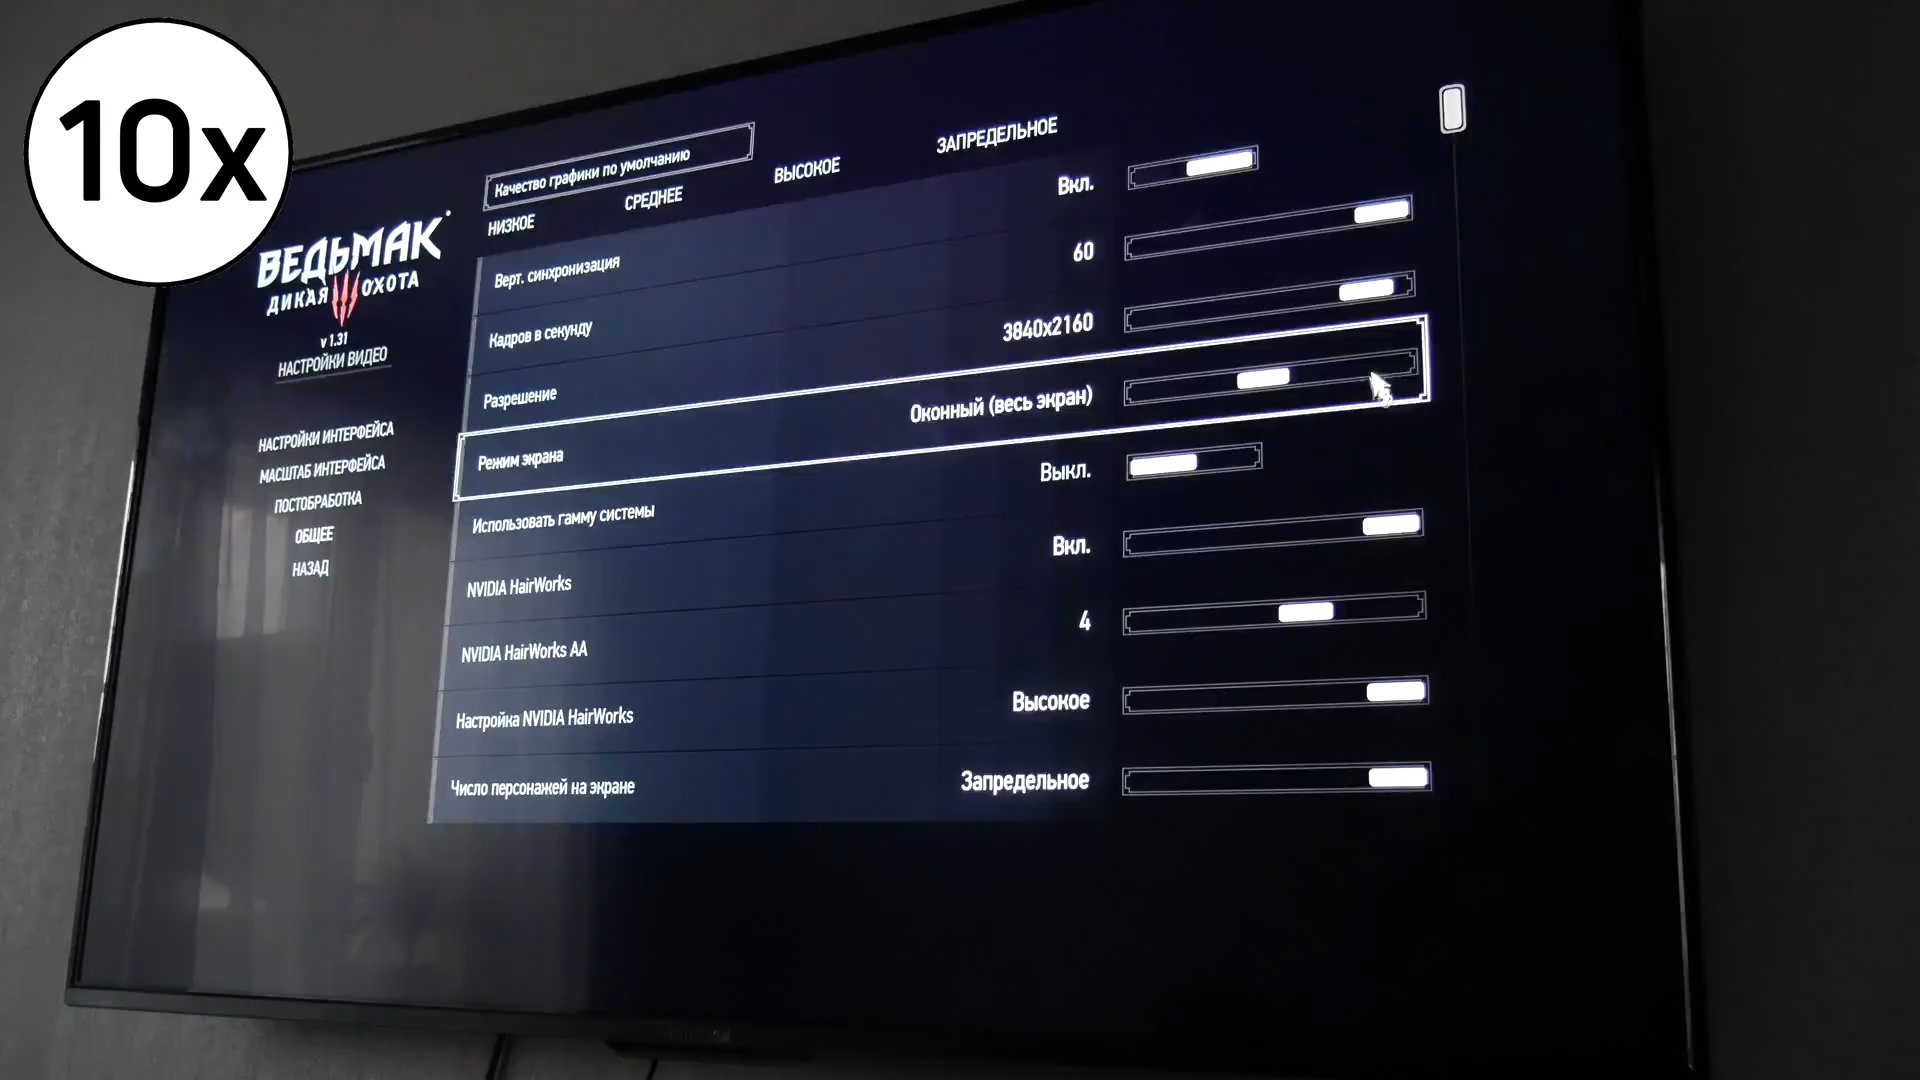 10x
ВЕДЬМАК
ДИКАЯ ОХОТА
v 1.31
НАСТРОЙКИ ВИДЕО
НАСТРОЙКИ ИНТЕРФЕЙСА
МАСШТАБ ИНТЕРФЕЙСА
ПОСТОБРАБОТКА
ОБЩЕЕ
НАЗАД
Качество графики по умолчанию
НИЗКОЕ СРЕДНЕЕ ВЫСОКОЕ ЗАПРЕДЕЛЬНОЕ
Верт. синхронизация Вкл.
Кадров в секунду 60
Разрешение 3840x2160
Режим экрана Оконный (весь экран)
Использовать гамму системы Выкл.
NVIDIA HairWorks Вкл.
NVIDIA HairWorks AA 4
Настройка NVIDIA HairWorks Высокое
Число персонажей на экране Запредельное